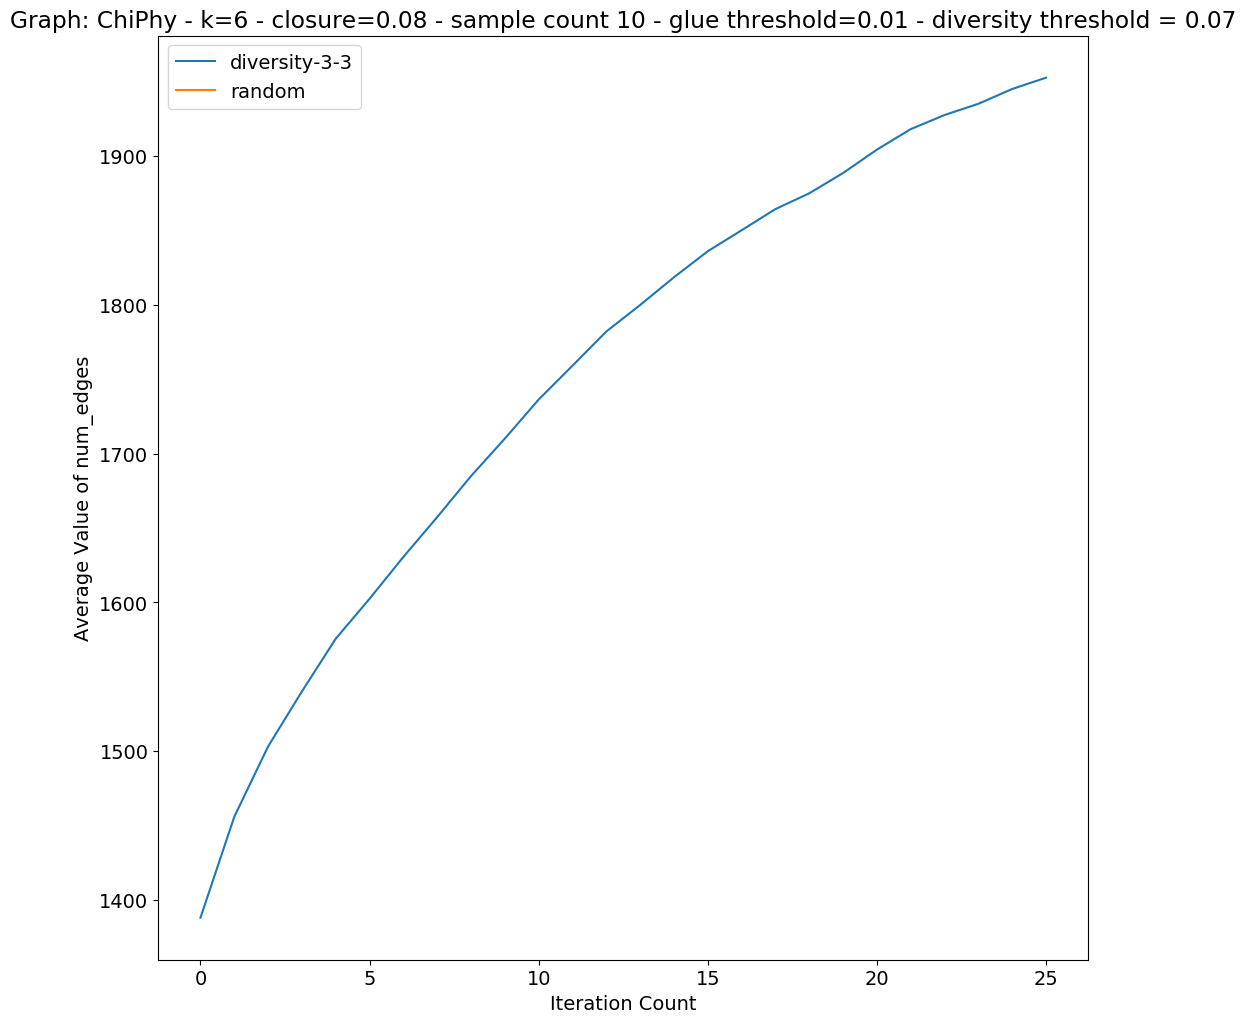 Graph: ChiPhy - k=6 - closure=0.08 - sample count 10 - glue threshold=0.01 - diversity threshold = 0.07
diversity-3-3
random
1900
1800
1700
1600
1500
1400
Average Value of num_edges
0 5 10 15 20 25
Iteration Count